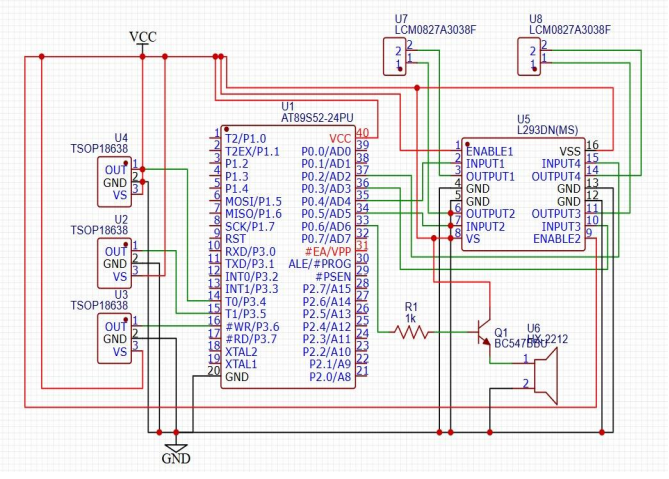 U7
LCM0827A3038F
2
2
1
1
U8
LCM0827A3038F
2
2
1
1
VCC
U1
AT89S52-24PU
1 T2/P1.0
2 T2EX/P1.1
3 P1.2
4 P1.3
5 P1.4
6 MOSI/P1.5
7 MISO/P1.6
8 SCK/P1.7
9 RST
10 RXD/P3.0
11 TXD/P3.1
12 INT0/P3.2
13 INT1/P3.3
14 T0/P3.4
15 T1/P3.5
16 #WR/P3.6
17 #RD/P3.7
18 XTAL2
19 XTAL1
20 GND
VCC 40
P0.0/AD0 39
P0.1/AD1 38
P0.2/AD2 37
P0.3/AD3 36
P0.4/AD4 35
P0.5/AD5 34
P0.6/AD6 33
P0.7/AD7 32
#EA/VPP 31
ALE/#PROG 30
#PSEN 29
P2.7/A15 28
P2.6/A14 27
P2.5/A13 26
P2.4/A12 25
P2.3/A11 24
P2.2/A10 23
P2.1/A9 22
P2.0/A8 21
U5
L293DN(MS)
1 ENABLE1
2 INPUT1
3 OUTPUT1
4 GND
5 GND
6 OUTPUT2
7 INPUT2
8 VS
VSS 16
INPUT4 15
OUTPUT4 14
GND 13
GND 12
OUTPUT3 11
INPUT3 10
ENABLE2 9
U4
TSOP18638
OUT 1
GND 2
VS 3
U2
TSOP18638
OUT 1
GND 2
VS 3
U3
TSOP18638
OUT 1
GND 2
VS 3
R1
1k
Q1
U6
1
2
GND